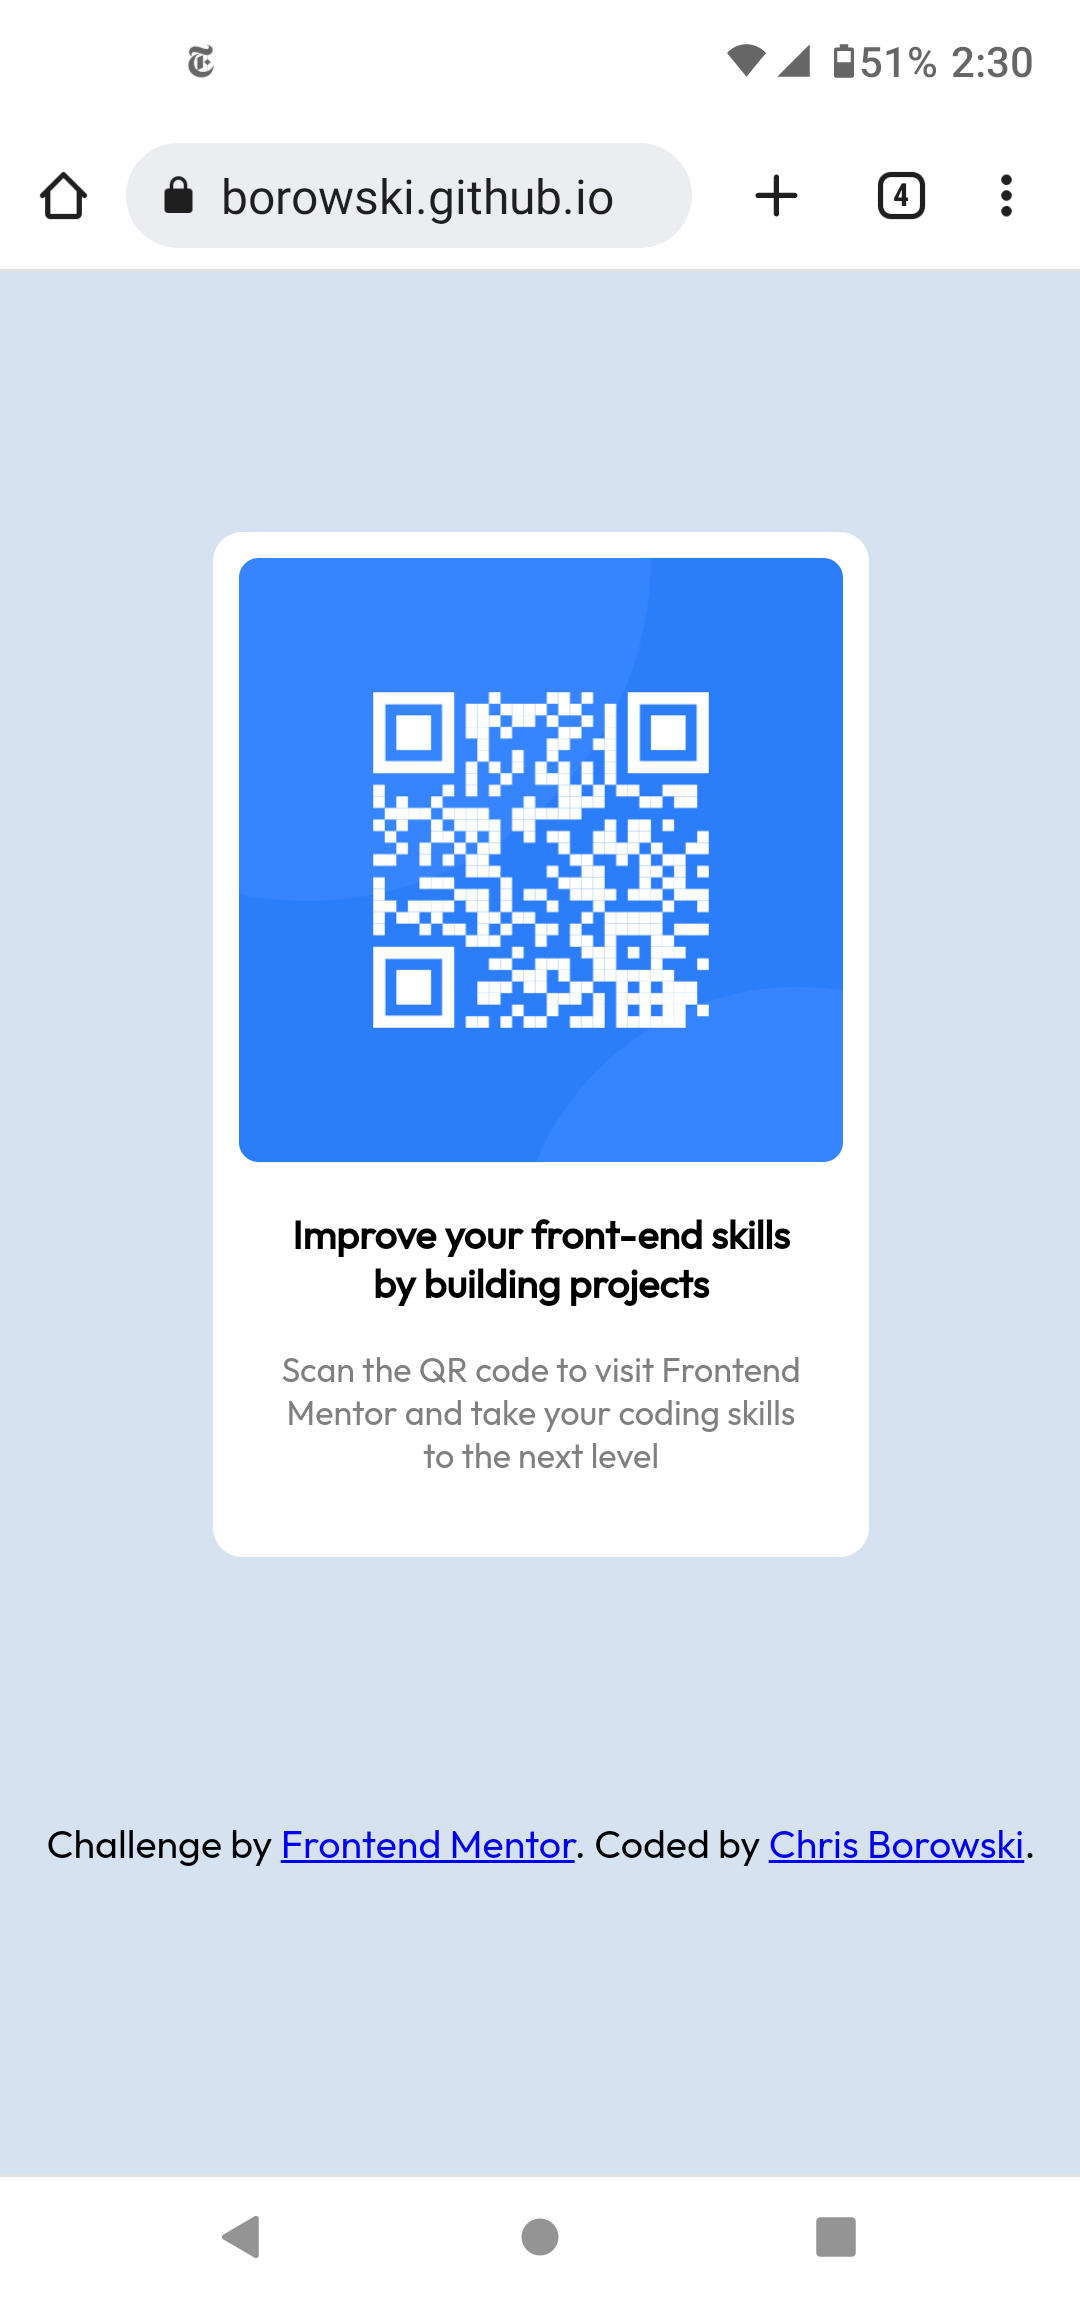 51% 2:30
borowski.github.io
4
Improve your front-end skills
by building projects
Scan the QR code to visit Frontend
Mentor and take your coding skills
to the next level
Challenge by Frontend Mentor. Coded by Chris Borowski.